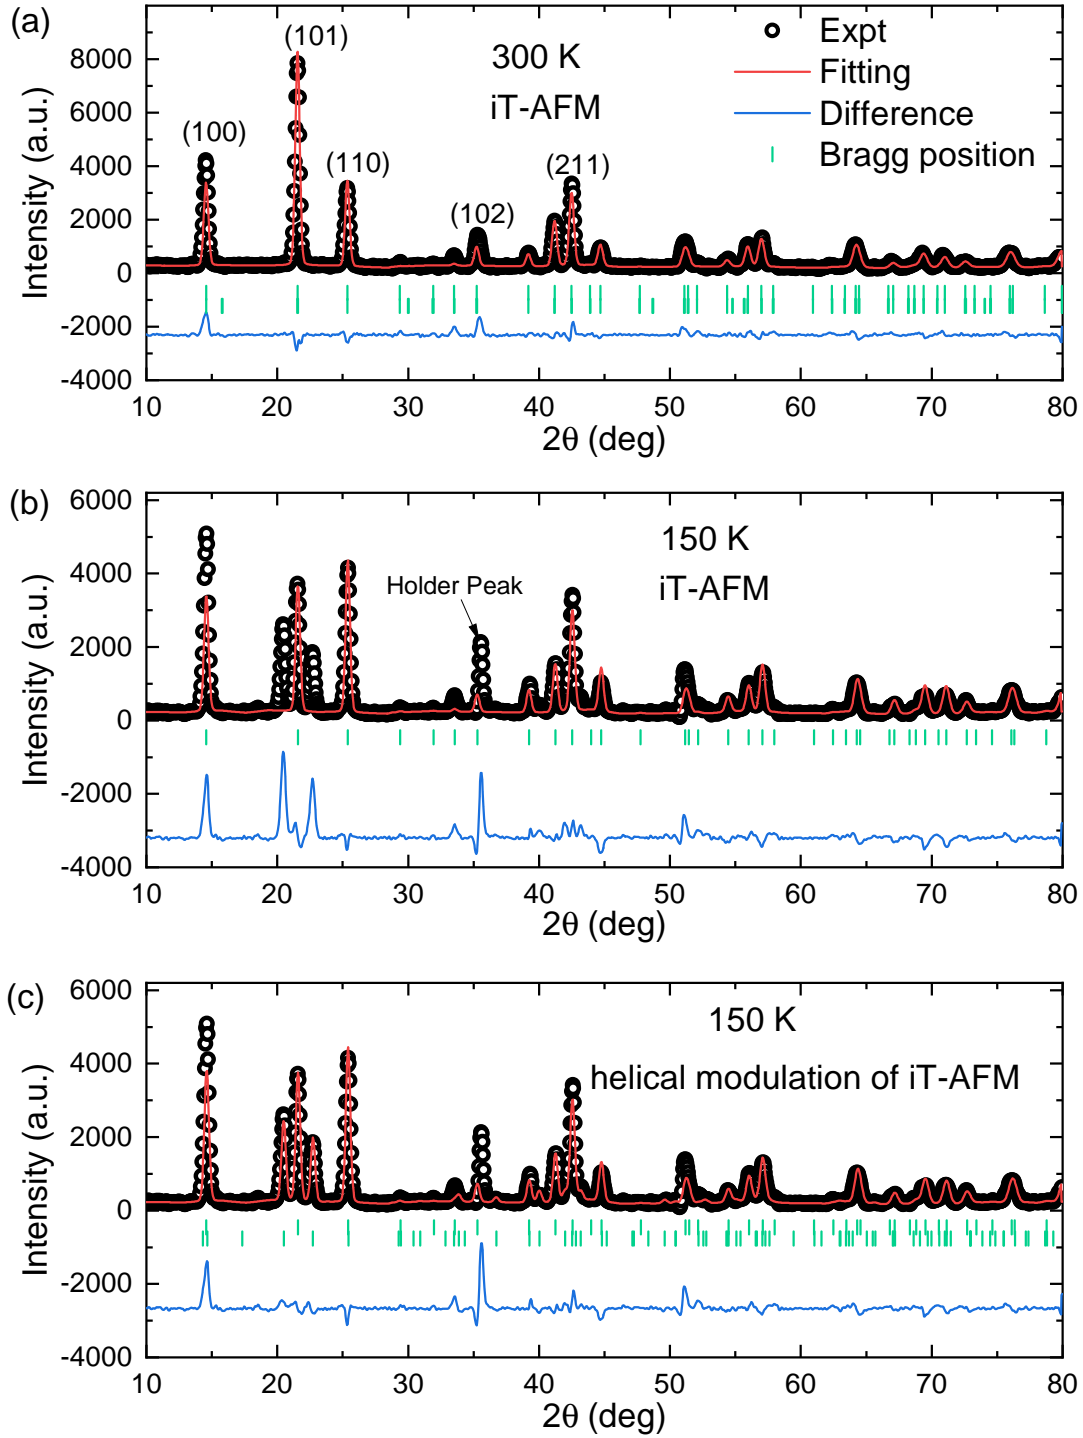 (a)
Intensity (a.u.)
8000
6000
4000
2000
0
-2000
-4000
(100)
(101)
(110)
(102)
(211)
300 K
iT-AFM
Expt
Fitting
Difference
Bragg position
10 20 30 40 50 60 70 80
2θ (deg)
(b)
Intensity (a.u.)
6000
4000
2000
0
-2000
-4000
Holder Peak
150 K
iT-AFM
10 20 30 40 50 60 70 80
2θ (deg)
(c)
Intensity (a.u.)
6000
4000
2000
0
-2000
-4000
150 K
helical modulation of iT-AFM
10 20 30 40 50 60 70 80
2θ (deg)